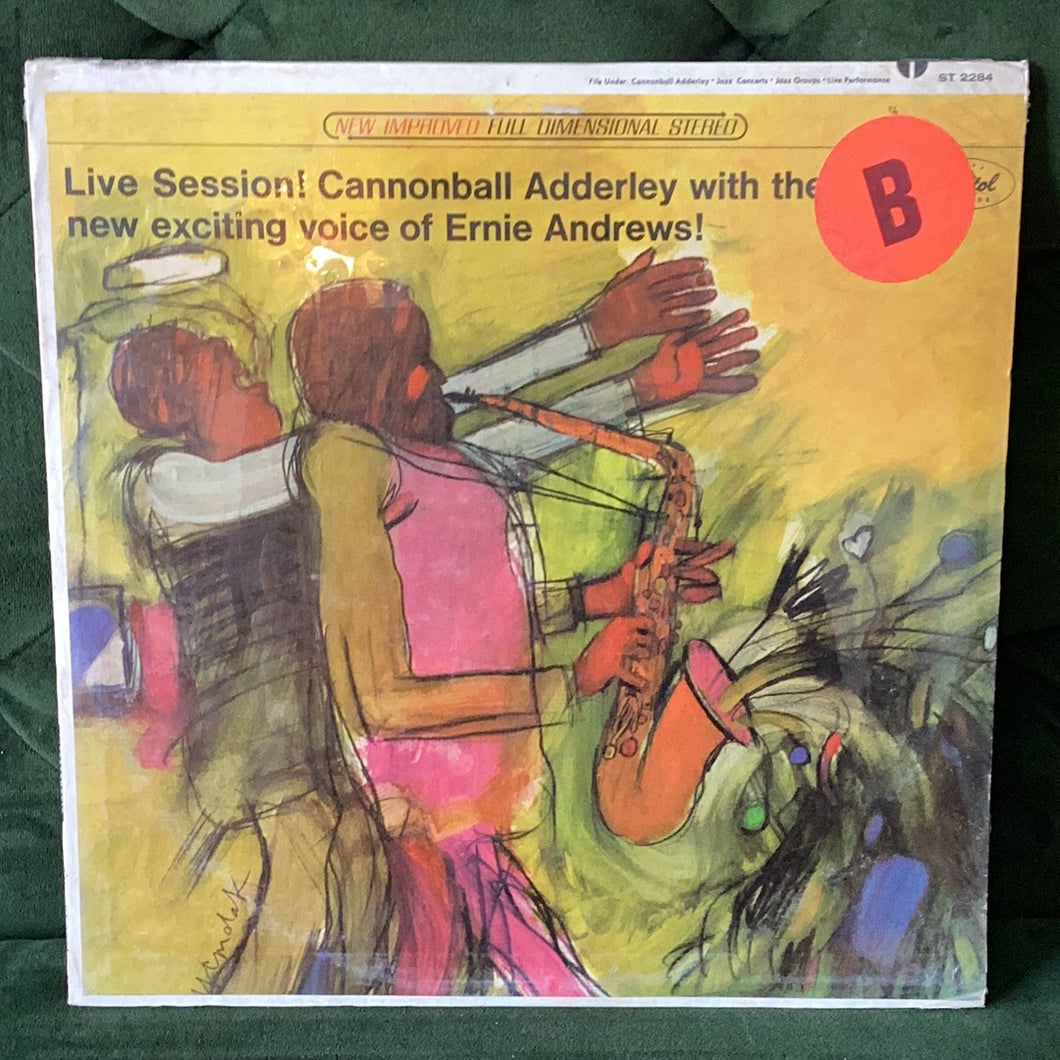 File Under: Cannonball Adderley • Jazz Concerts • Jazz Groups • Live Performance
ST 2284
NEW IMPROVED FULL DIMENSIONAL STEREO
Live Session! Cannonball Adderley with the
new exciting voice of Ernie Andrews!
B